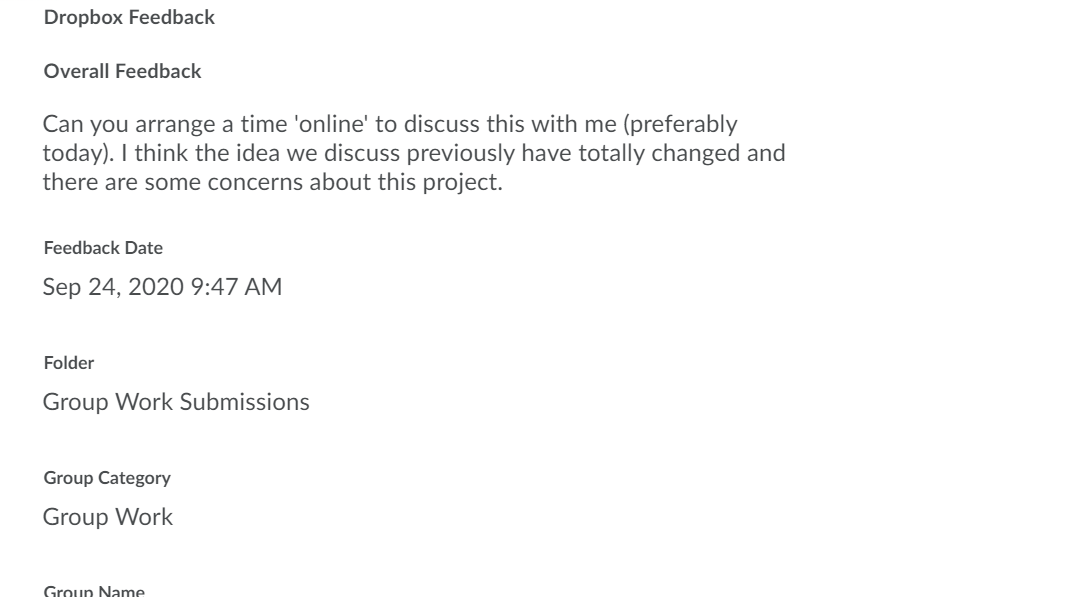 Dropbox Feedback
Overall Feedback
Can you arrange a time 'online' to discuss this with me (preferably
today). I think the idea we discuss previously have totally changed and
there are some concerns about this project.
Feedback Date
Sep 24, 2020 9:47 AM
Folder
Group Work Submissions
Group Category
Group Work
Group Name